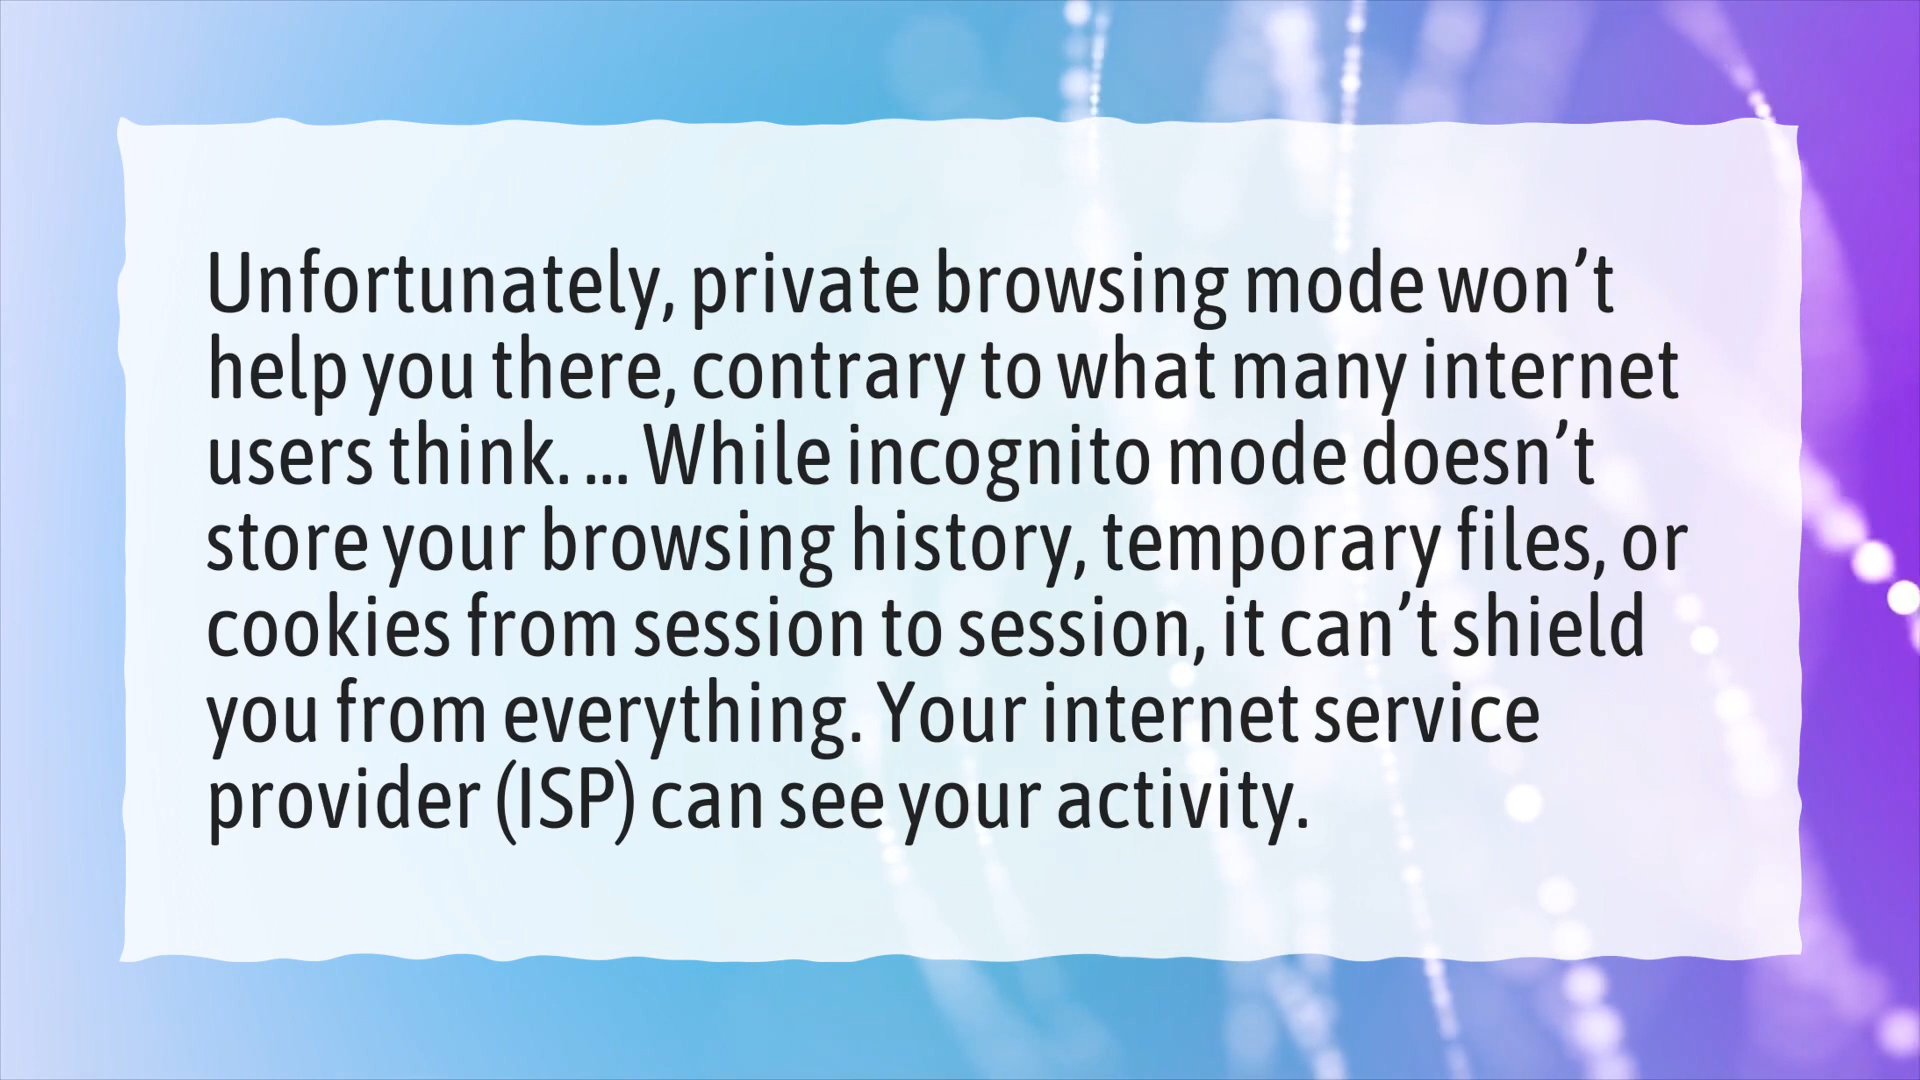 Unfortunately, private browsing mode won’t
help you there, contrary to what many internet
users think. ... While incognito mode doesn’t
store your browsing history, temporary files, or
cookies from session to session, it can’t shield
you from everything. Your internet service
provider (ISP) can see your activity.